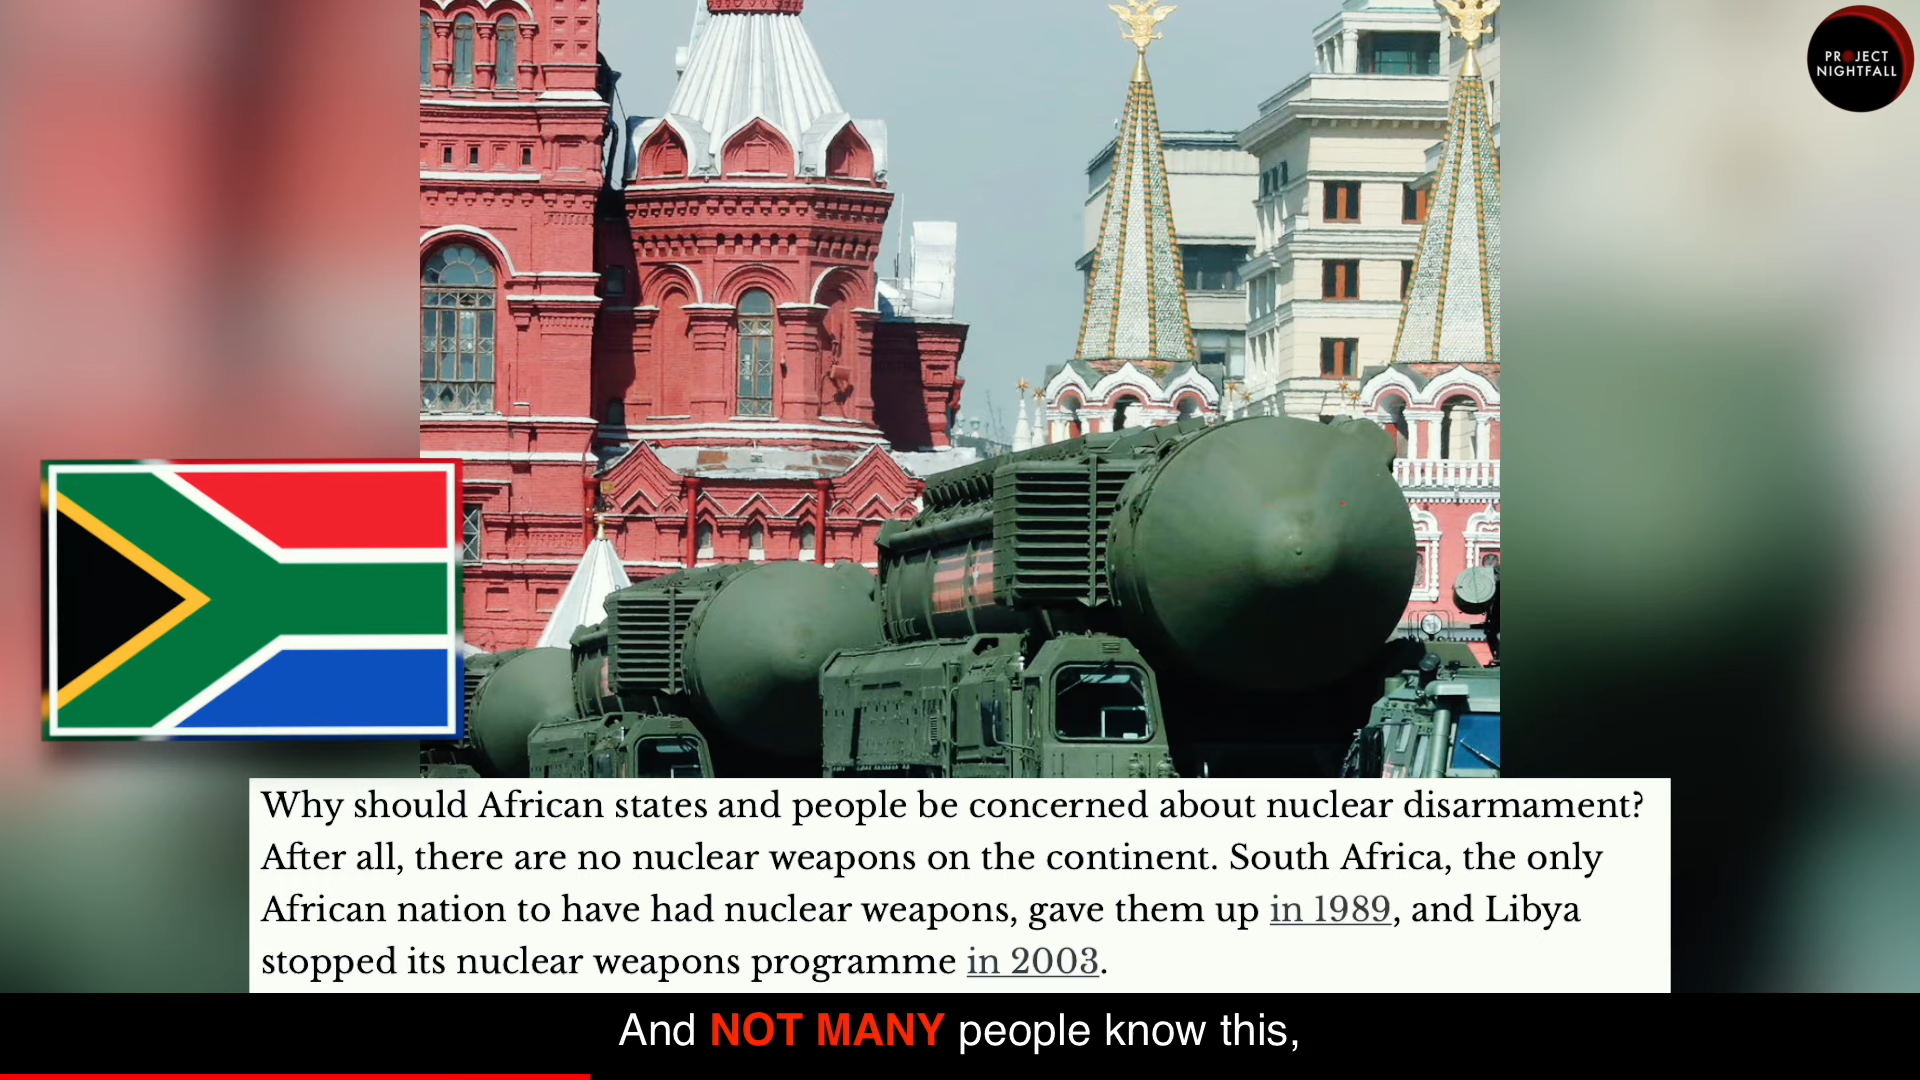 PROJECT
NIGHTFALL
Why should African states and people be concerned about nuclear disarmament?
After all, there are no nuclear weapons on the continent. South Africa, the only
African nation to have had nuclear weapons, gave them up in 1989, and Libya
stopped its nuclear weapons programme in 2003.
And NOT MANY people know this,